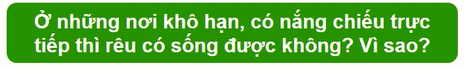 Ở những nơi khô hạn, có nắng chiếu trực
tiếp thì rêu có sống được không? Vì sao?